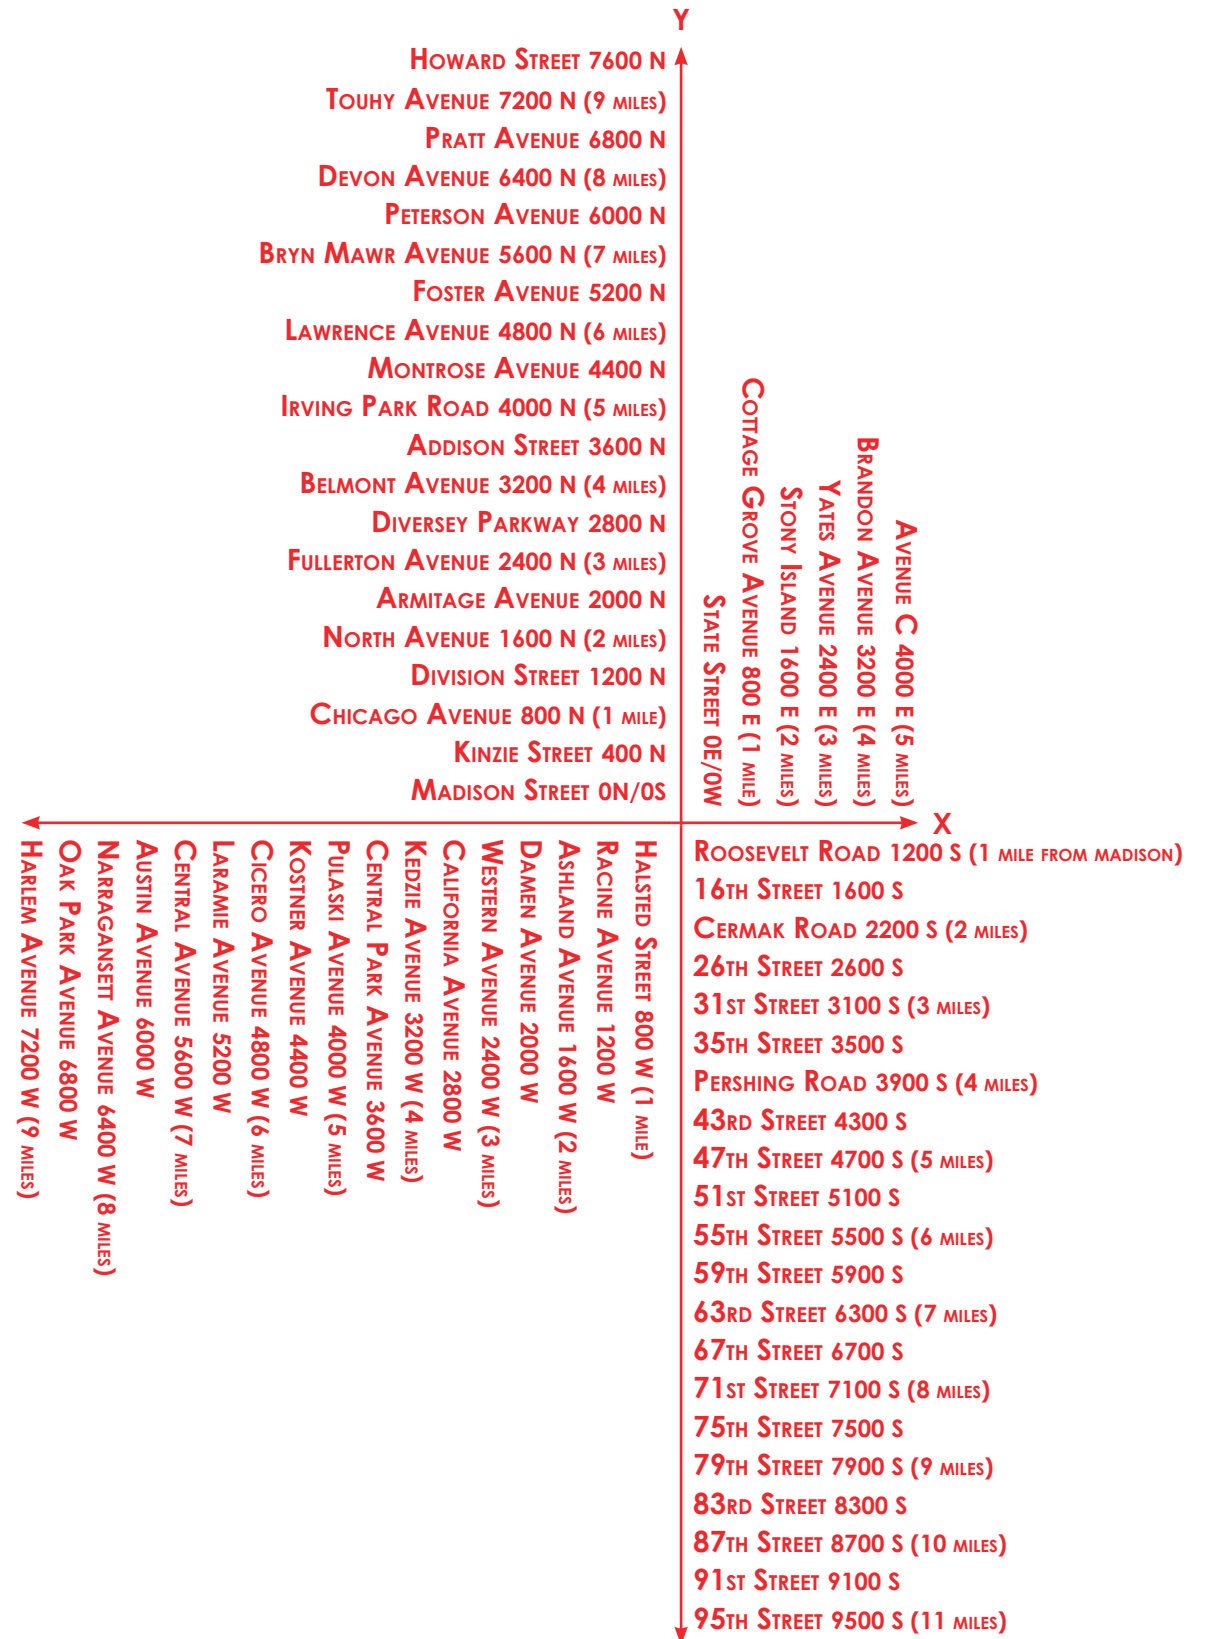 Y
Howard Street 7600 N
Touhy Avenue 7200 N (9 miles)
Pratt Avenue 6800 N
Devon Avenue 6400 N (8 miles)
Peterson Avenue 6000 N
Bryn Mawr Avenue 5600 N (7 miles)
Foster Avenue 5200 N
Lawrence Avenue 4800 N (6 miles)
Montrose Avenue 4400 N
Irving Park Road 4000 N (5 miles)
Addison Street 3600 N
Belmont Avenue 3200 N (4 miles)
Diversey Parkway 2800 N
Fullerton Avenue 2400 N (3 miles)
Armitage Avenue 2000 N
North Avenue 1600 N (2 miles)
Division Street 1200 N
Chicago Avenue 800 N (1 mile)
Kinzie Street 400 N
Madison Street 0N/0S
State Street 0E/0W
Cottage Grove Avenue 800 E (1 mile)
Stony Island 1600 E (2 miles)
Yates Avenue 2400 E (3 miles)
Brandon Avenue 3200 E (4 miles)
Avenue C 4000 E (5 miles)
X
Harlem Avenue 7200 W (9 miles)
Oak Park Avenue 6800 W
Narragansett Avenue 6400 W (8 miles)
Austin Avenue 6000 W
Central Avenue 5600 W (7 miles)
Laramie Avenue 5200 W
Cicero Avenue 4800 W (6 miles)
Kostner Avenue 4400 W
Pulaski Avenue 4000 W (5 miles)
Central Park Avenue 3600 W
Kedzie Avenue 3200 W (4 miles)
California Avenue 2800 W
Western Avenue 2400 W (3 miles)
Damen Avenue 2000 W
Ashland Avenue 1600 W (2 miles)
Racine Avenue 1200 W
Halsted Street 800 W (1 mile)
Roosevelt Road 1200 S (1 mile from madison)
16th Street 1600 S
Cermak Road 2200 S (2 miles)
26th Street 2600 S
31st Street 3100 S (3 miles)
35th Street 3500 S
Pershing Road 3900 S (4 miles)
43rd Street 4300 S
47th Street 4700 S (5 miles)
51st Street 5100 S
55th Street 5500 S (6 miles)
59th Street 5900 S
63rd Street 6300 S (7 miles)
67th Street 6700 S
71st Street 7100 S (8 miles)
75th Street 7500 S
79th Street 7900 S (9 miles)
83rd Street 8300 S
87th Street 8700 S (10 miles)
91st Street 9100 S
95th Street 9500 S (11 miles)